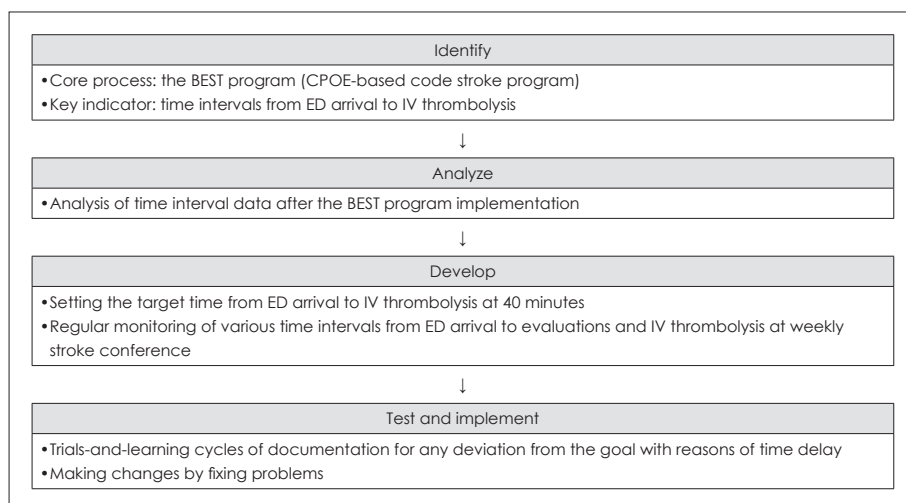 Identify
•Core process: the BEST program (CPOE-based code stroke program)
•Key indicator: time intervals from ED arrival to IV thrombolysis
↓
Analyze
•Analysis of time interval data after the BEST program implementation
↓
Develop
•Setting the target time from ED arrival to IV thrombolysis at 40 minutes
•Regular monitoring of various time intervals from ED arrival to evaluations and IV thrombolysis at weekly
stroke conference
↓
Test and implement
•Trials-and-learning cycles of documentation for any deviation from the goal with reasons of time delay
•Making changes by fixing problems